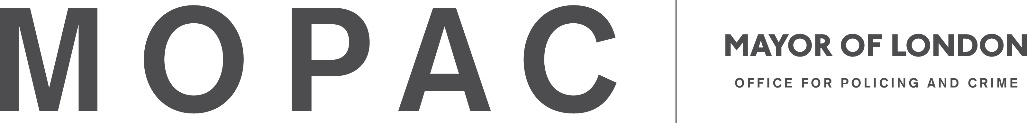 MOPAC
MAYOR OF LONDON
OFFICE FOR POLICING AND CRIME